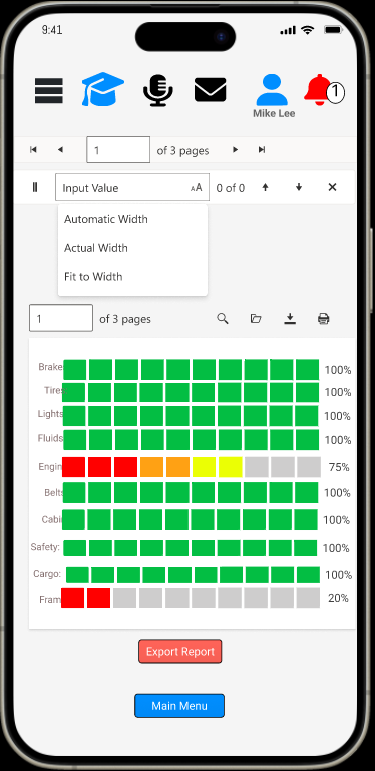 9:41
1
Mike Lee
1 of 3 pages
Input Value AA 0 of 0
Automatic Width
Actual Width
Fit to Width
1 of 3 pages
Brake 100%
Tires 100%
Lights 100%
Fluids 100%
Engin 75%
Belts 100%
Cabi 100%
Safety: 100%
Cargo: 100%
Fram 20%
Export Report
Main Menu